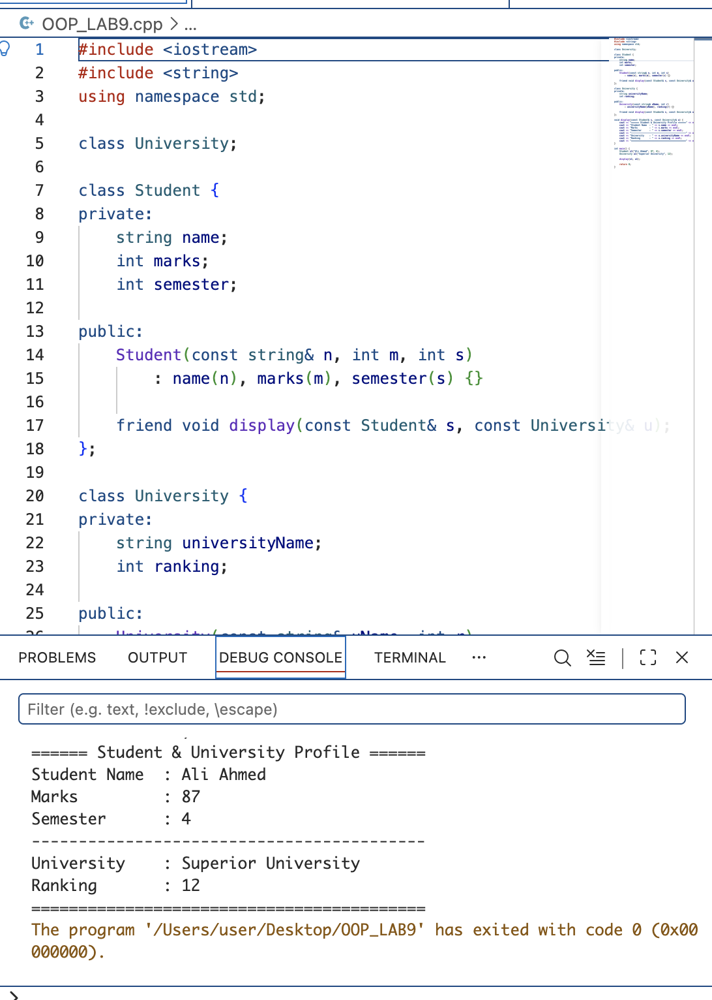 OOP_LAB9.cpp > ...
1 #include <iostream>
2 #include <string>
3 using namespace std;
4
5 class University;
6
7 class Student {
8 private:
9 string name;
10 int marks;
11 int semester;
12
13 public:
14 Student(const string& n, int m, int s)
15 : name(n), marks(m), semester(s) {}
16
17 friend void display(const Student& s, const University& u);
18 };
19
20 class University {
21 private:
22 string universityName;
23 int ranking;
24
25 public:
26 University(const string& uName, int r)
PROBLEMS OUTPUT DEBUG CONSOLE TERMINAL ...
Filter (e.g. text, !exclude, \escape)
====== Student & University Profile ======
Student Name : Ali Ahmed
Marks : 87
Semester : 4
------------------------------------------
University : Superior University
Ranking : 12
==========================================
The program '/Users/user/Desktop/OOP_LAB9' has exited with code 0 (0x00
000000).